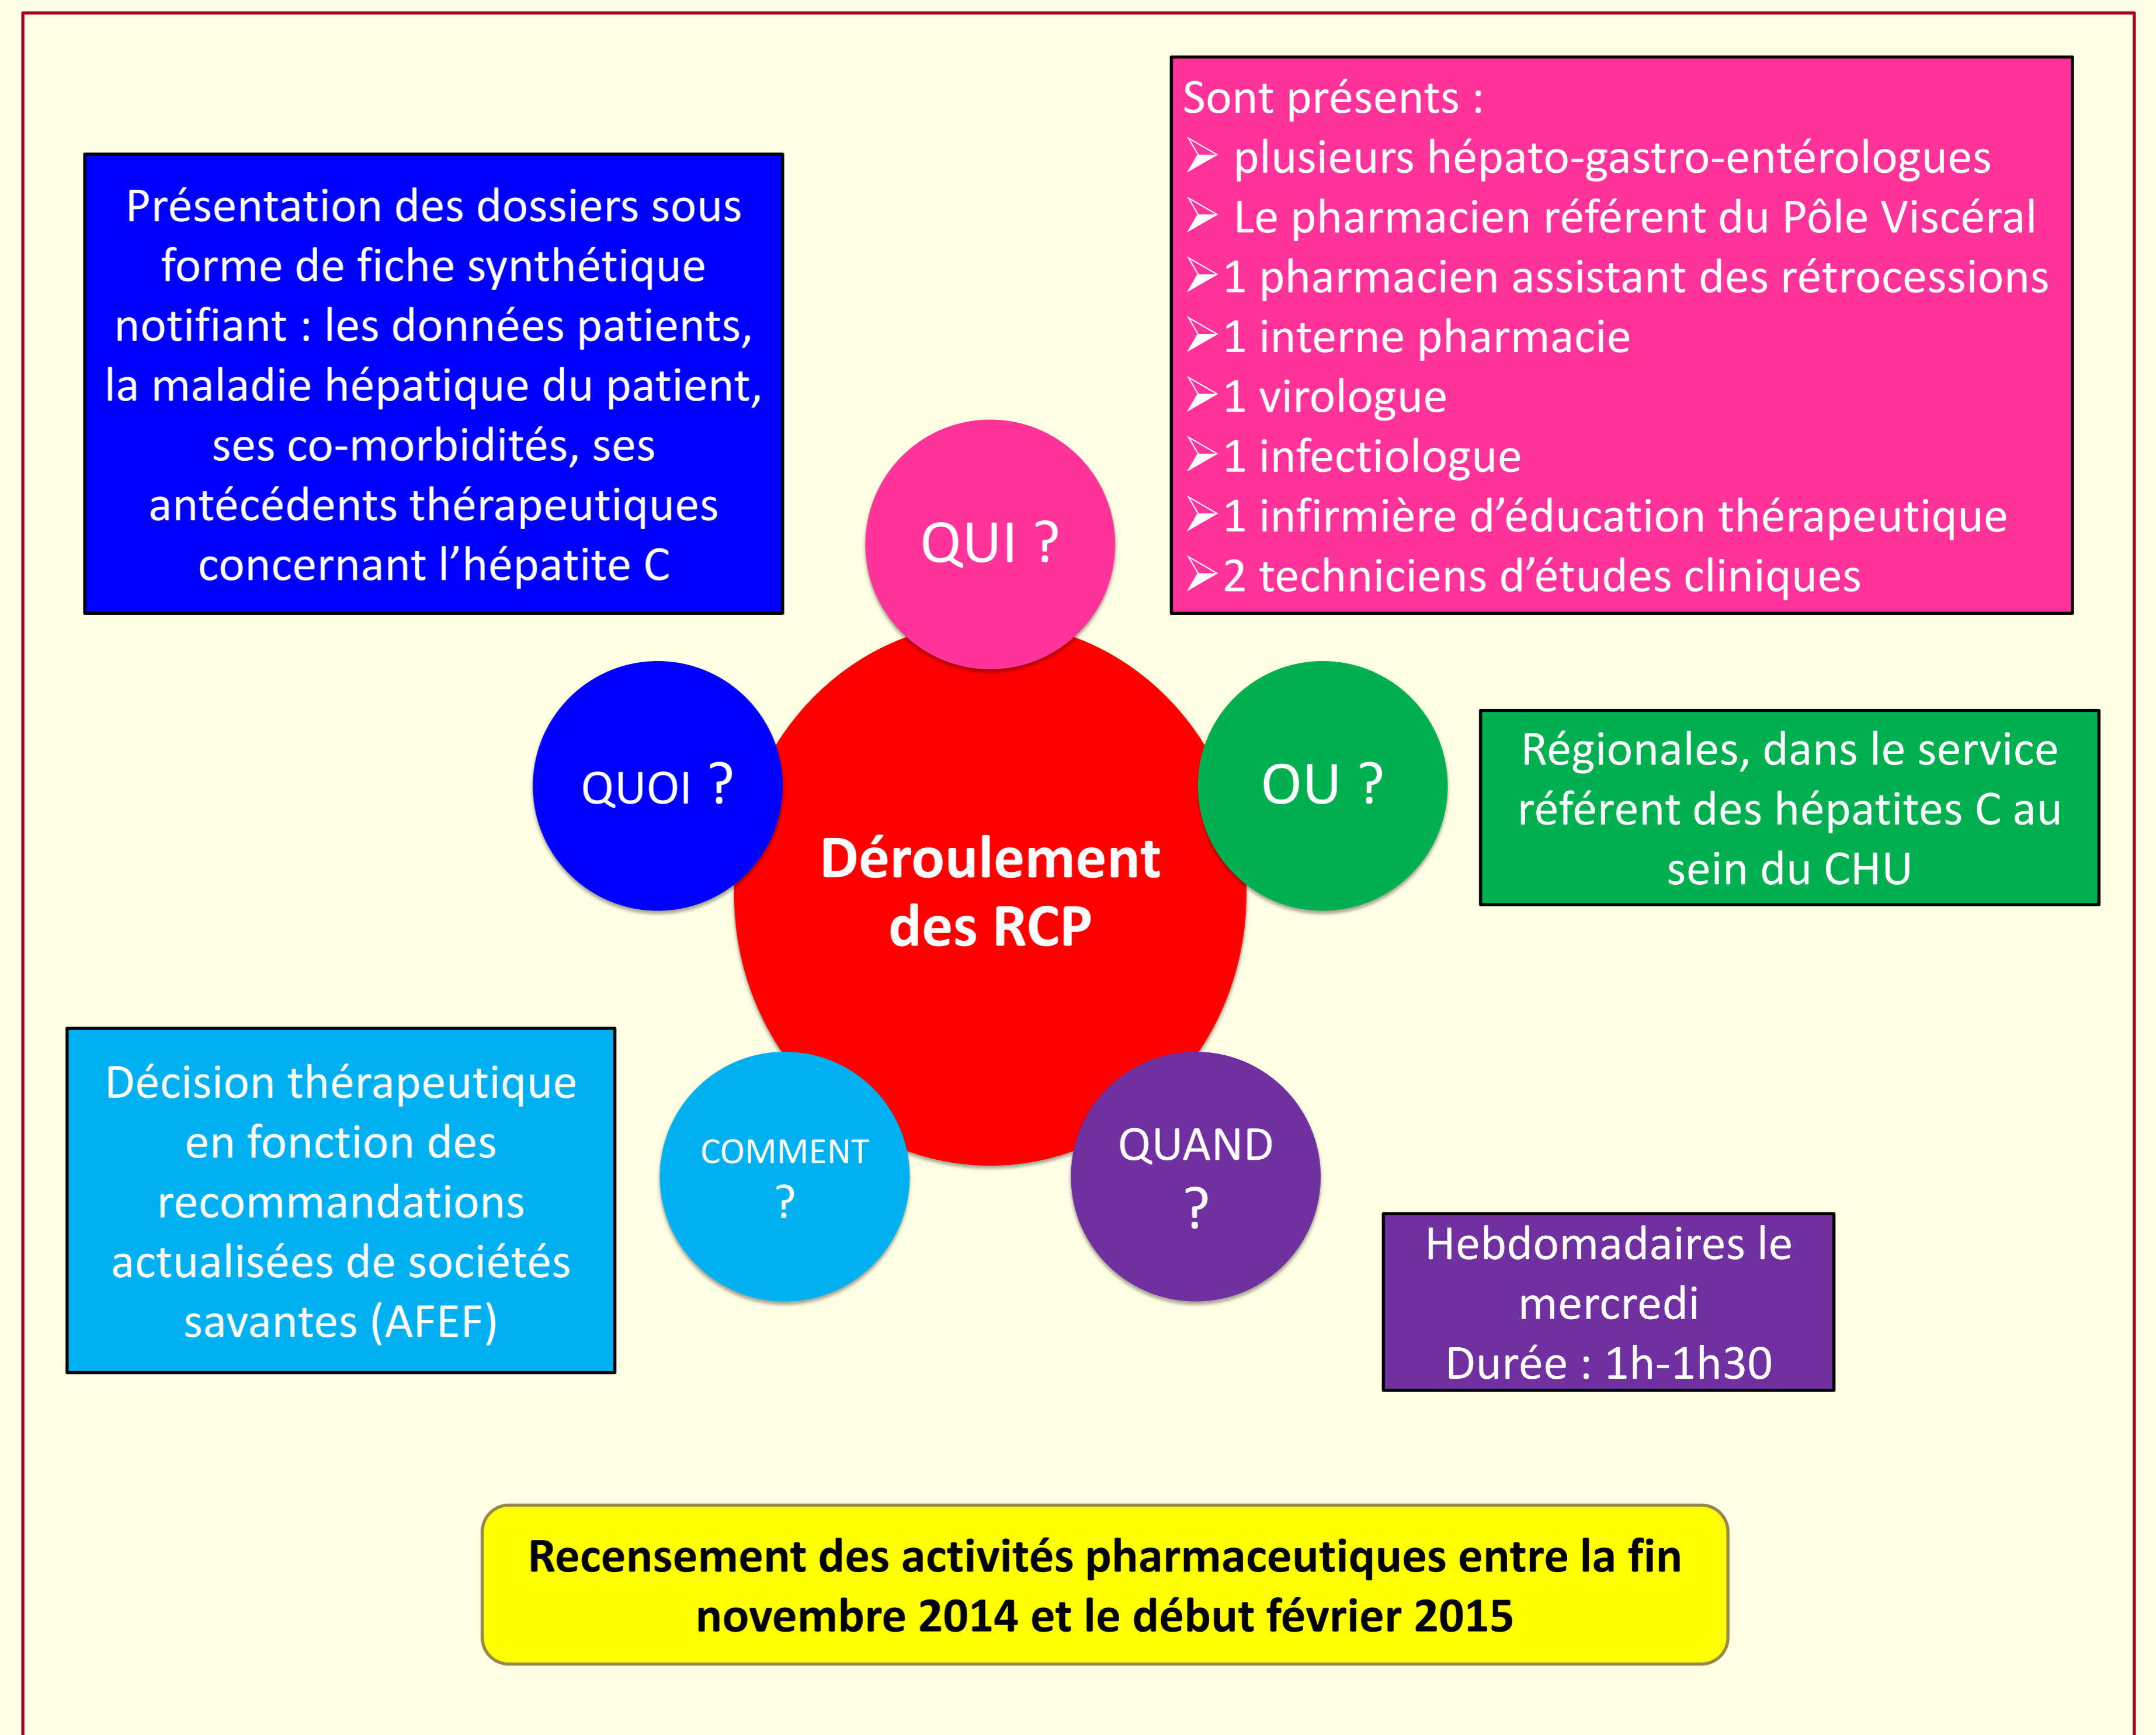 Sont présents :
➢ plusieurs hépato-gastro-entérologues
➢ Le pharmacien référent du Pôle Viscéral
➢1 pharmacien assistant des rétrocessions
➢1 interne pharmacie
➢1 virologue
➢1 infectiologue
➢1 infirmière d’éducation thérapeutique
➢2 techniciens d’études cliniques
Présentation des dossiers sous
forme de fiche synthétique
notifiant : les données patients,
la maladie hépatique du patient,
ses co-morbidités, ses
antécédents thérapeutiques
concernant l’hépatite C
QUI ?
QUOI ?
OU ?
Régionales, dans le service
référent des hépatites C au
sein du CHU
Déroulement
des RCP
Décision thérapeutique
en fonction des
recommandations
actualisées de sociétés
savantes (AFEF)
COMMENT
?
QUAND
?
Hebdomadaires le
mercredi
Durée : 1h-1h30
Recensement des activités pharmaceutiques entre la fin
novembre 2014 et le début février 2015